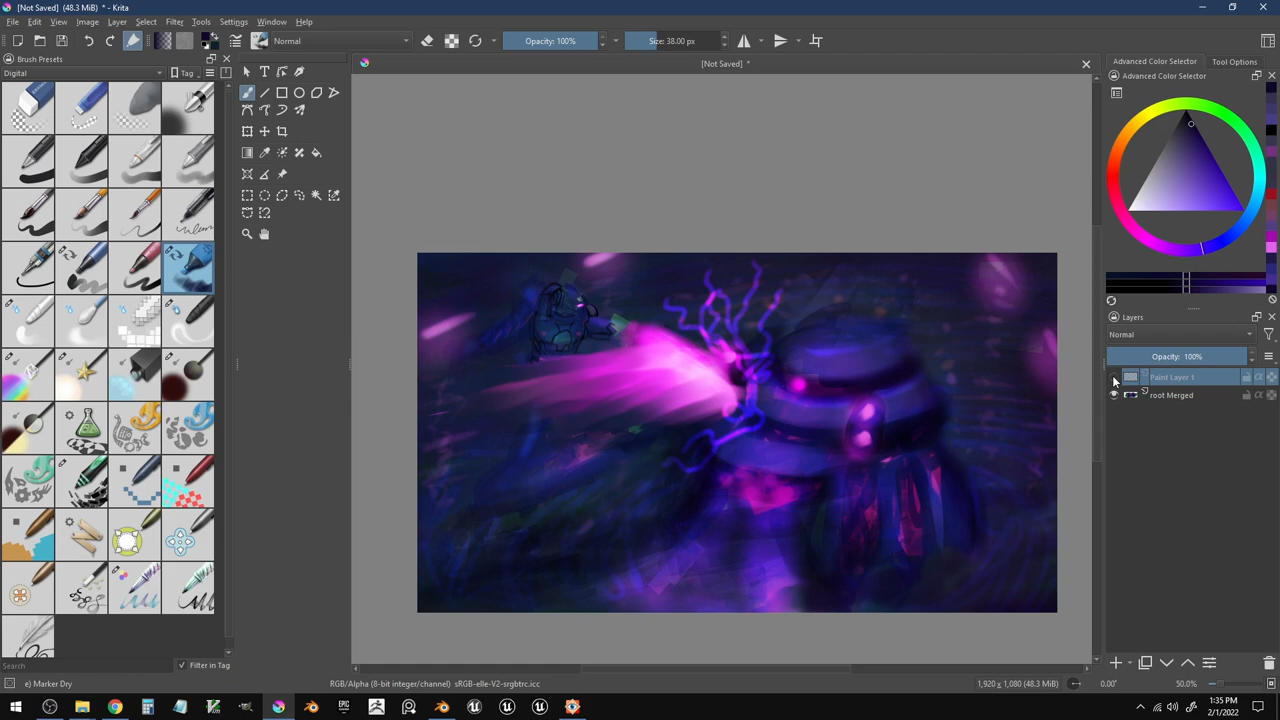 [Not Saved] (48.3 MiB) * - Krita
File Edit View Image Layer Select Filter Tools Settings Window Help
Normal
Opacity: 100%
Size: 38.00 px
Brush Presets
Digital
Tag
[Not Saved] *
Advanced Color Selector
Tool Options
Advanced Color Selector
Layers
Normal
Opacity: 100%
Paint Layer 1
root Merged
Search
Filter in Tag
e) Marker Dry
RGB/Alpha (8-bit integer/channel) sRGB-elle-V2-srgbtrc.icc
1,920 x 1,080 (48.3 MiB)
0.00°
50.0%
EPIC
1:35 PM
2/1/2022